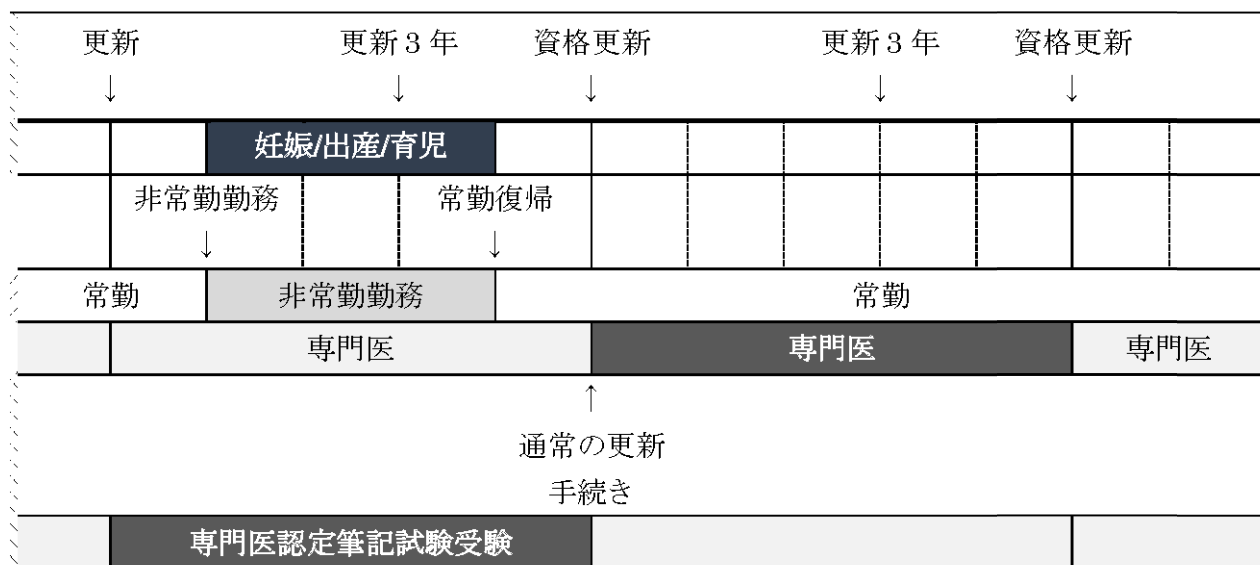 更新 更新3年 資格更新 更新3年 資格更新
↓ ↓ ↓ ↓ ↓
妊娠/出産/育児
非常勤勤務 常勤復帰
↓ ↓
常勤 非常勤勤務 常勤
専門医 専門医 専門医
↑
通常の更新
手続き
専門医認定筆記試験受験